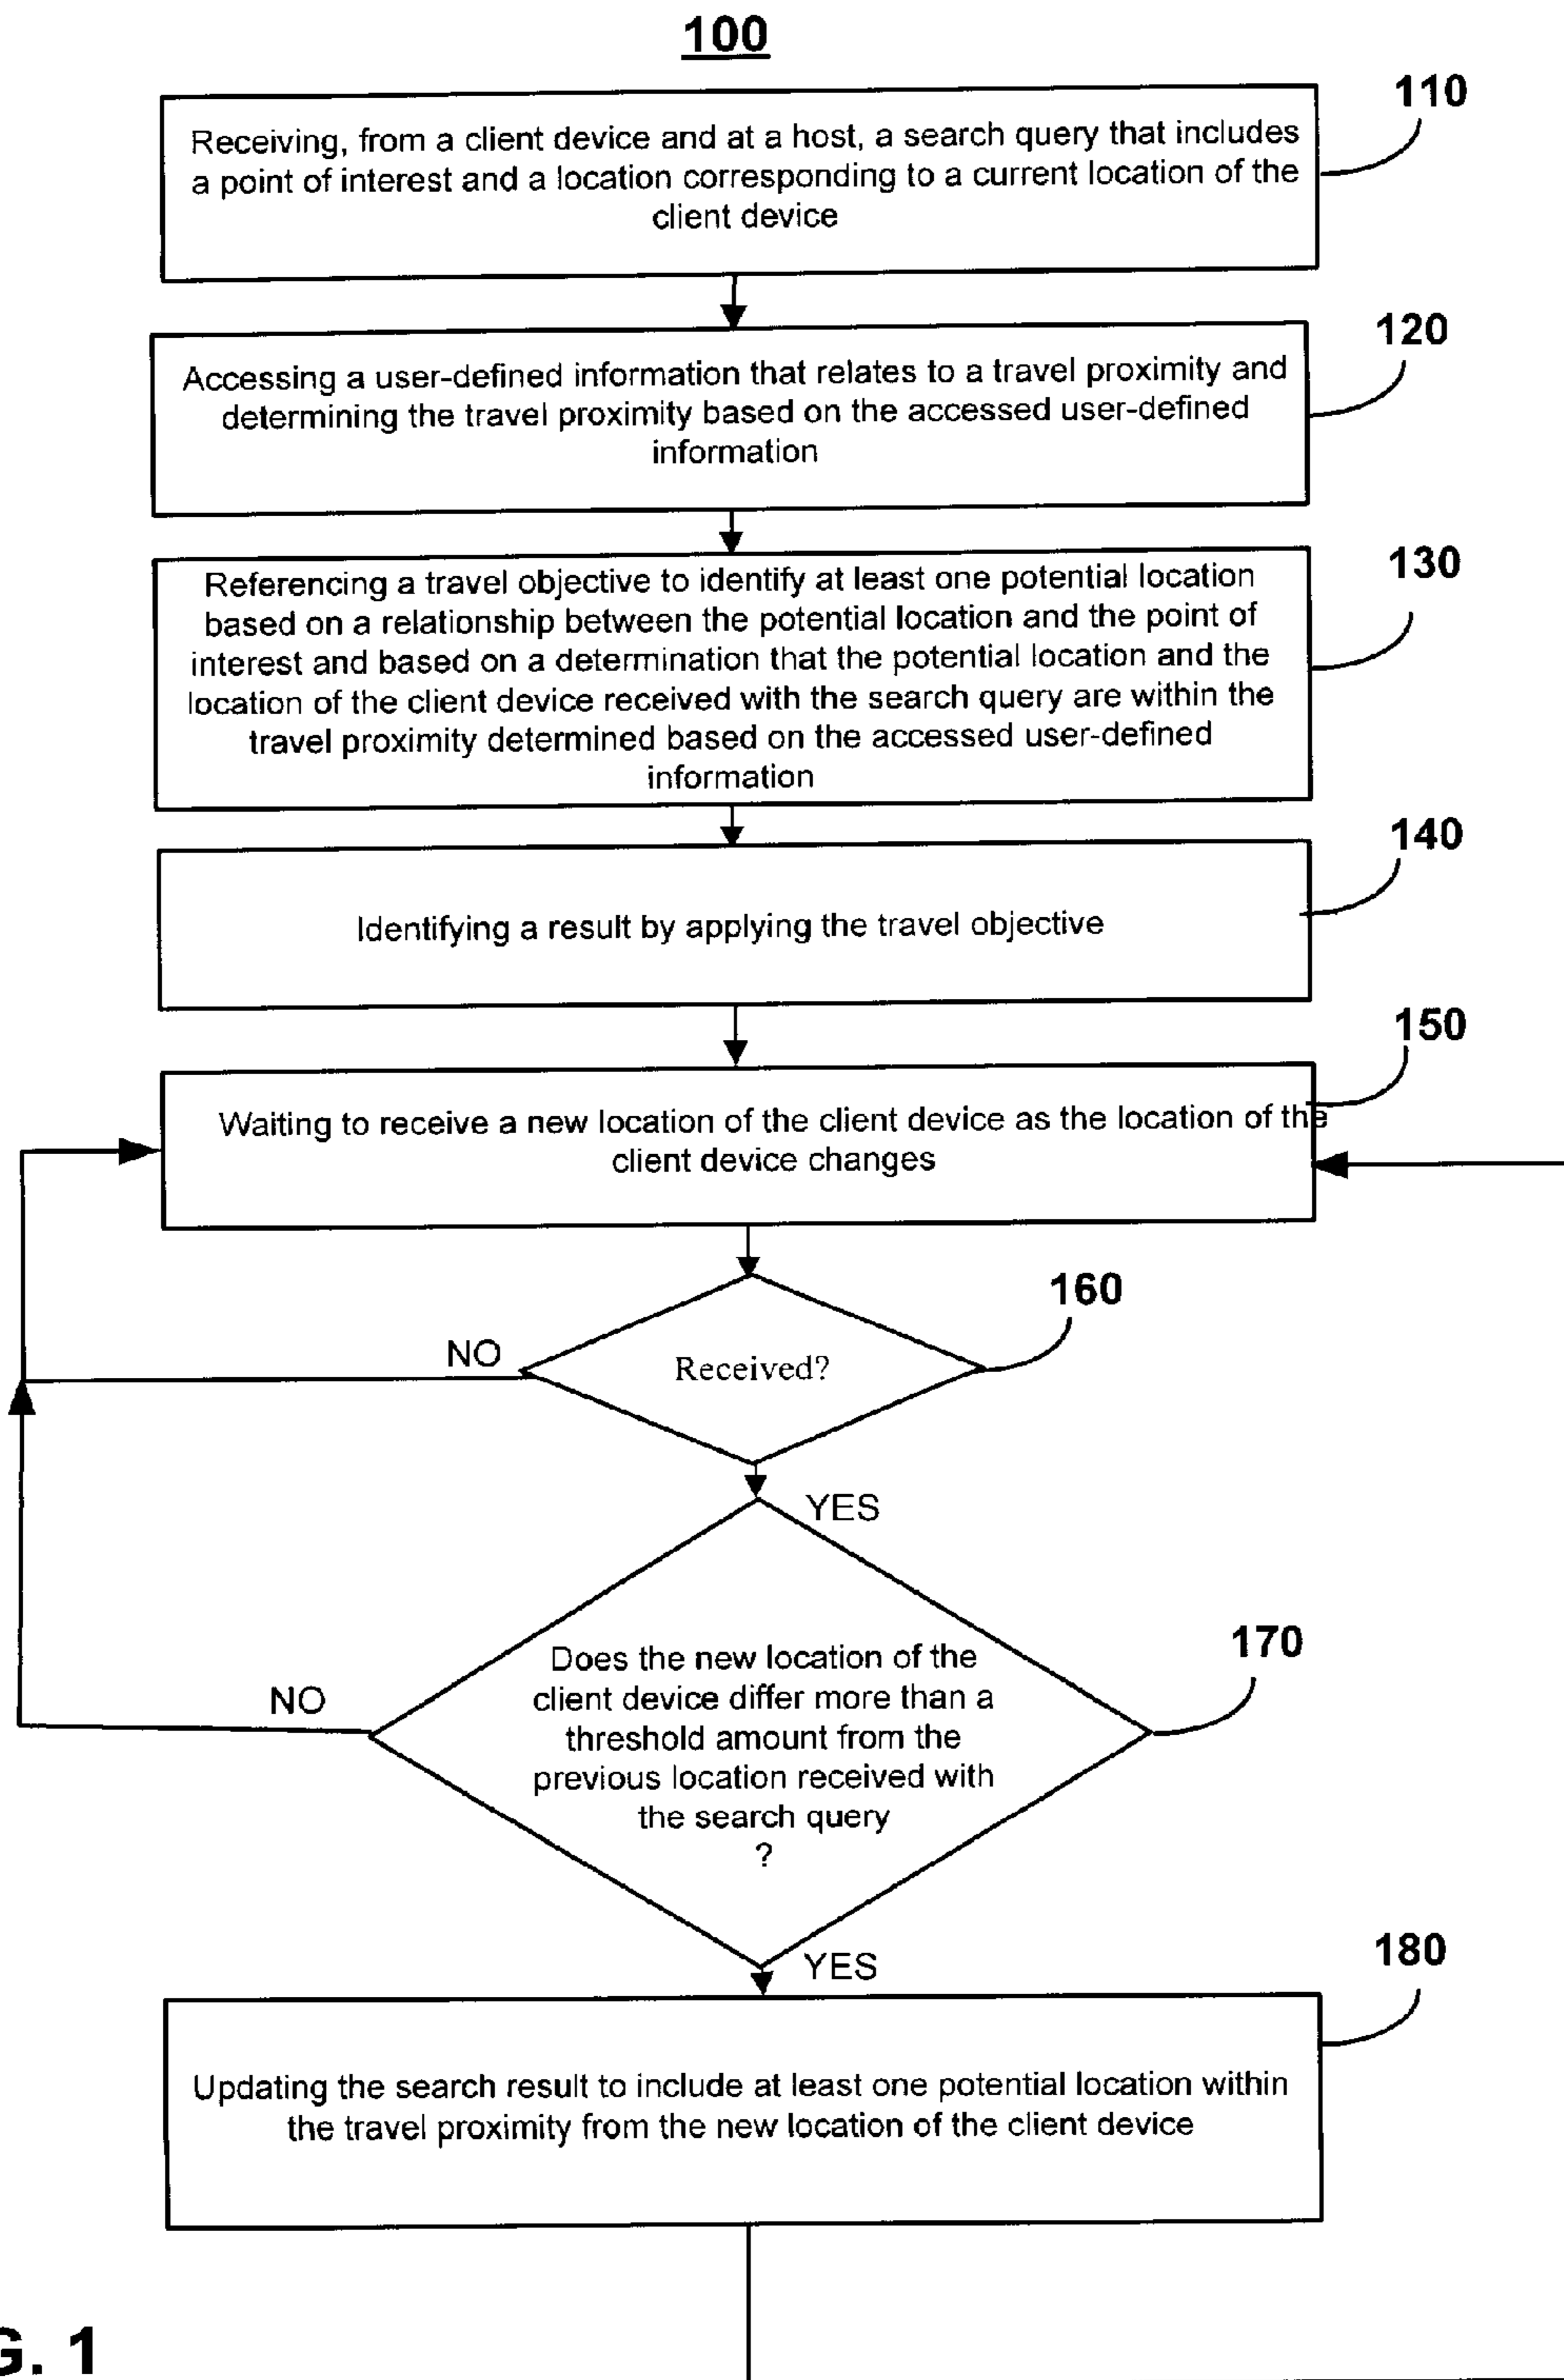 100
110
Receiving, from a client device and at a host, a search query that includes
a point of interest and a location corresponding to a current location of the
client device
120
Accessing a user-defined information that relates to a travel proximity and
determining the travel proximity based on the accessed user-defined
information
130
Referencing a travel objective to identify at least one potential location
based on a relationship between the potential location and the point of
interest and based on a determination that the potential location and the
location of the client device received with the search query are within the
travel proximity determined based on the accessed user-defined
information
140
Identifying a result by applying the travel objective
150
Waiting to receive a new location of the client device as the location of the
client device changes
160
NO
Received?
YES
170
Does the new location of the
client device differ more than a
threshold amount from the
previous location received with
the search query
?
NO
YES
180
Updating the search result to include at least one potential location within
the travel proximity from the new location of the client device
G. 1